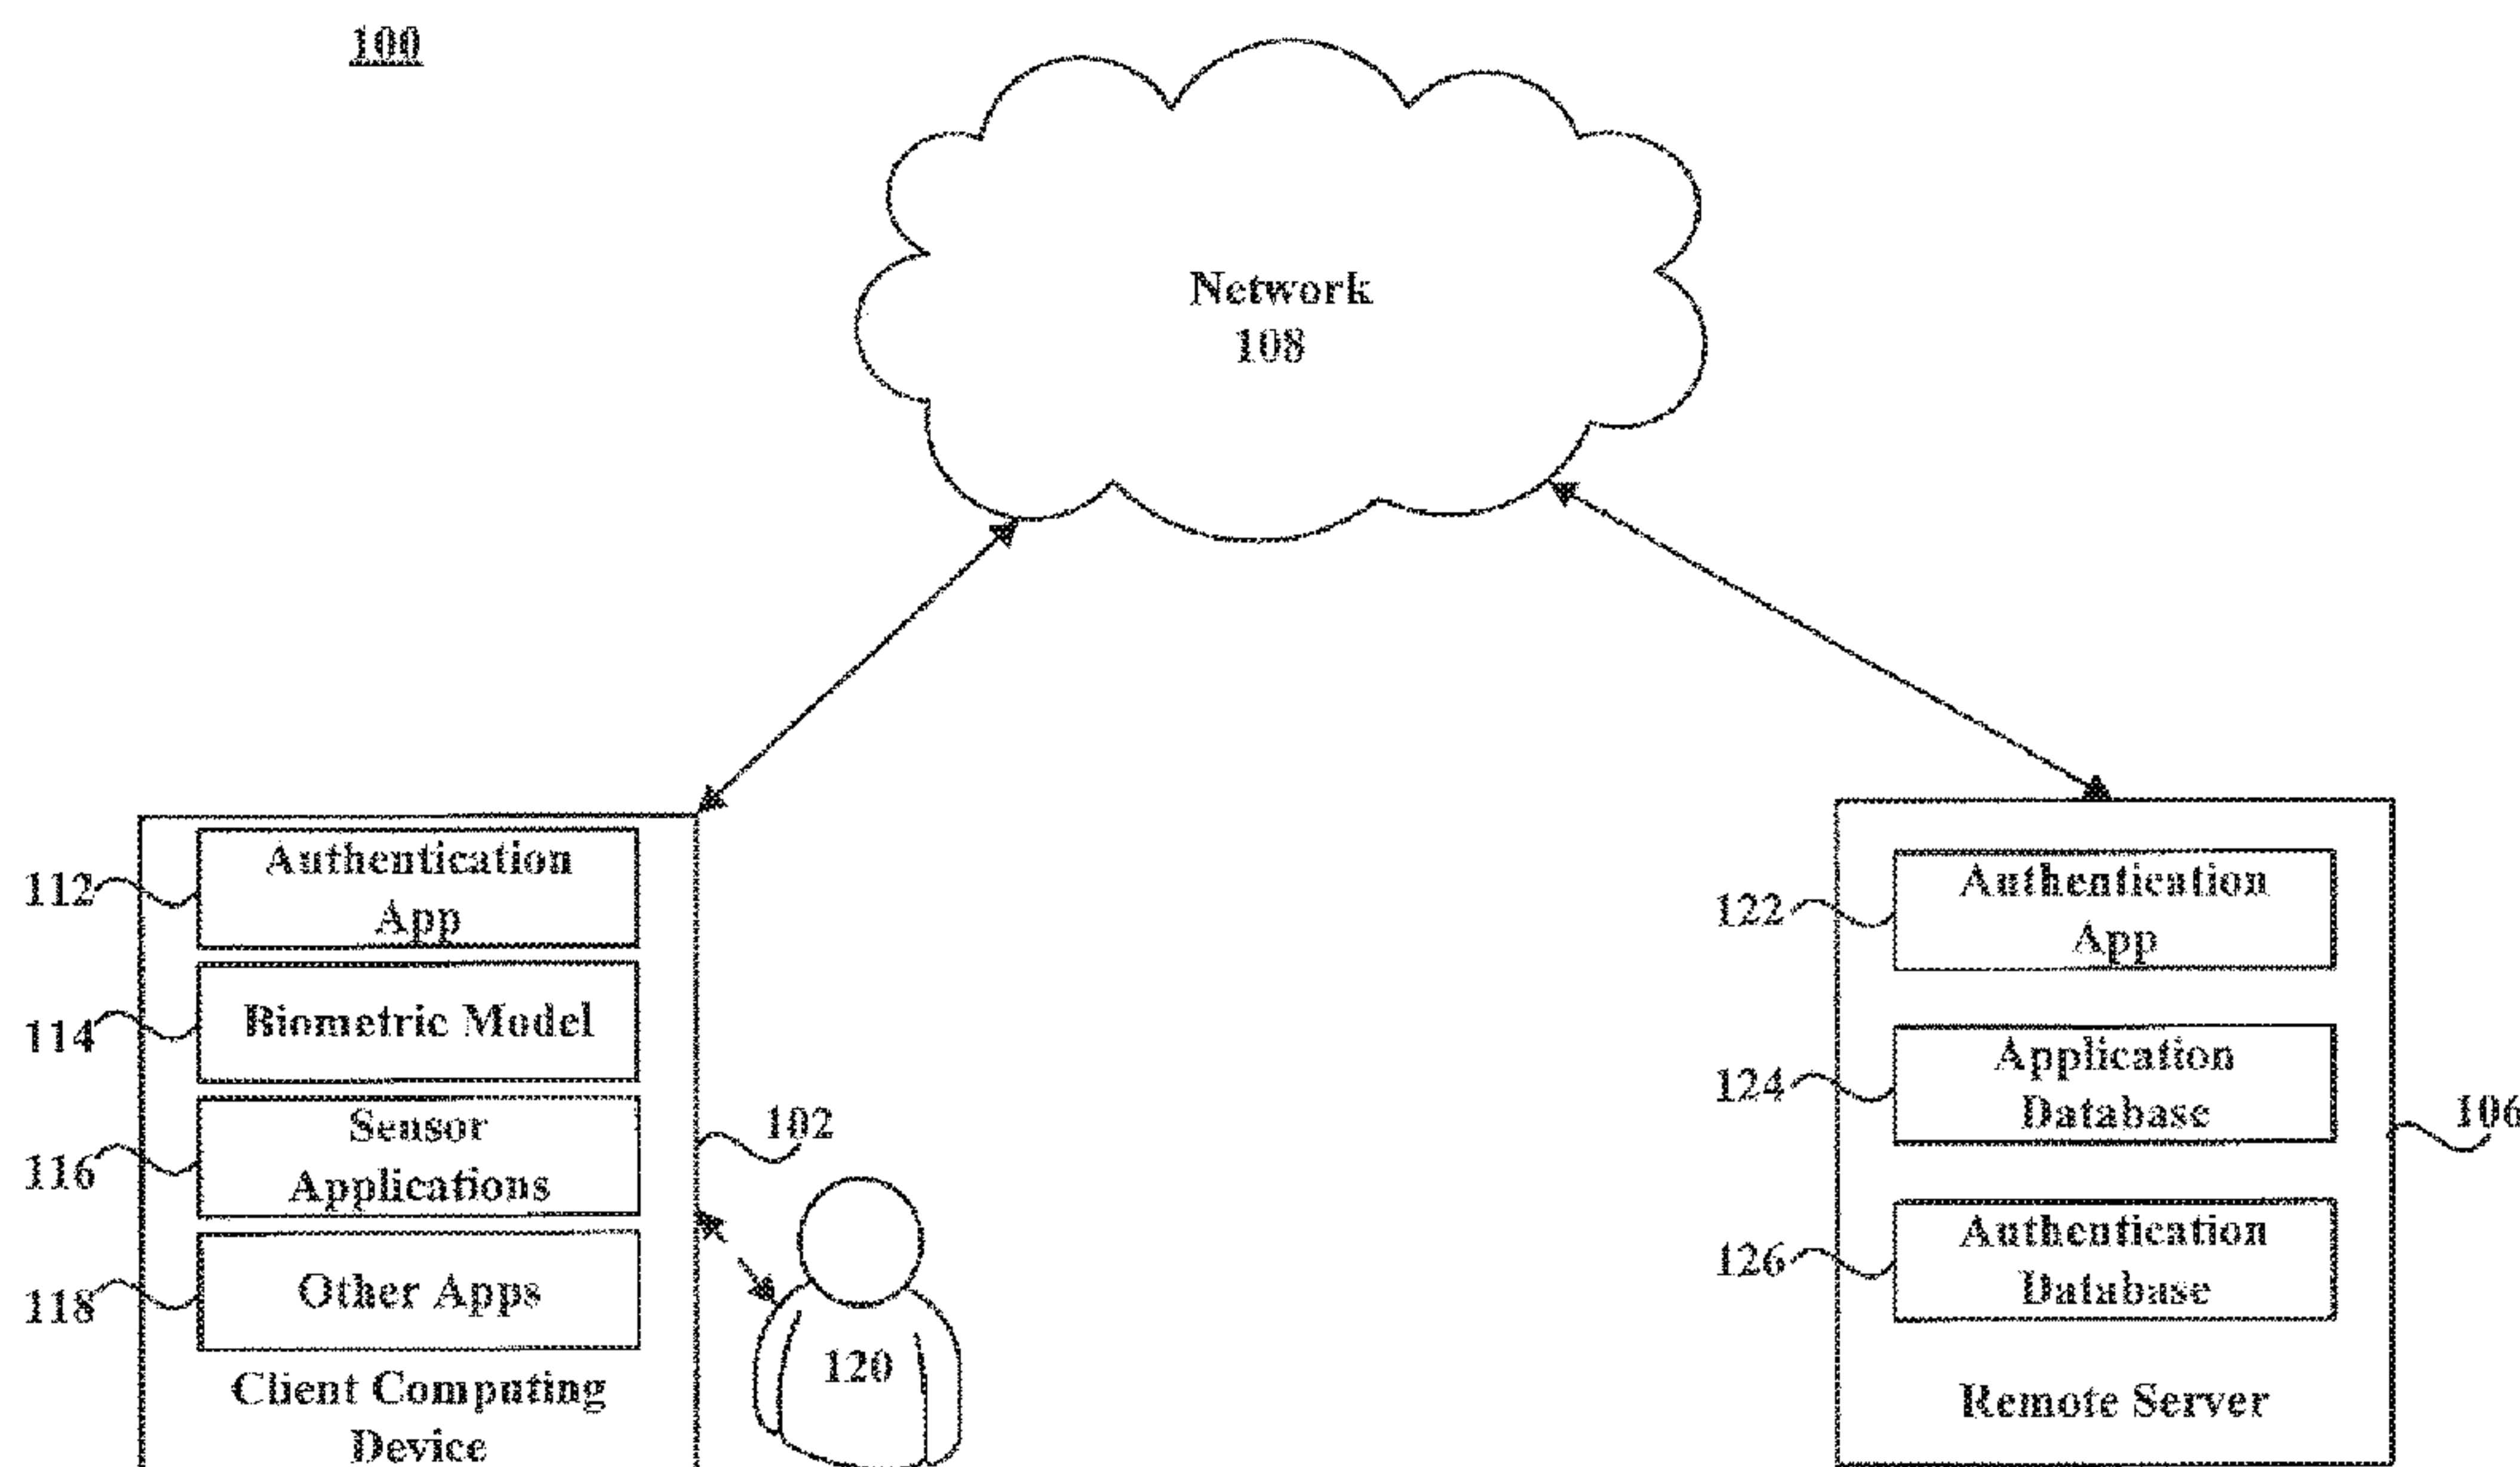 100
Network
108
112
Authentication
App
114
Biometric Model
116
Sensor
Applications
118
Other Apps
Client Computing
Device
102
120
122
Authentication
App
124
Application
Database
126
Authentication
Database
Remote Server
106